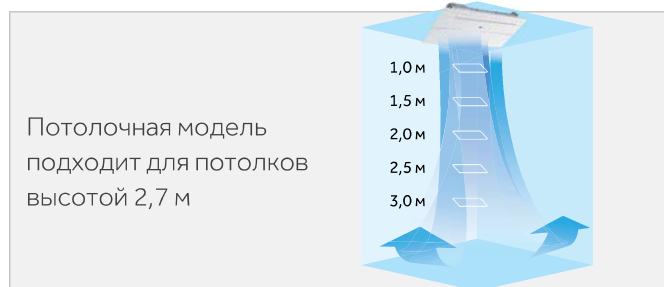 Потолочная модель
подходит для потолков
высотой 2,7 м
1,0 м
1,5 м
2,0 м
2,5 м
3,0 м